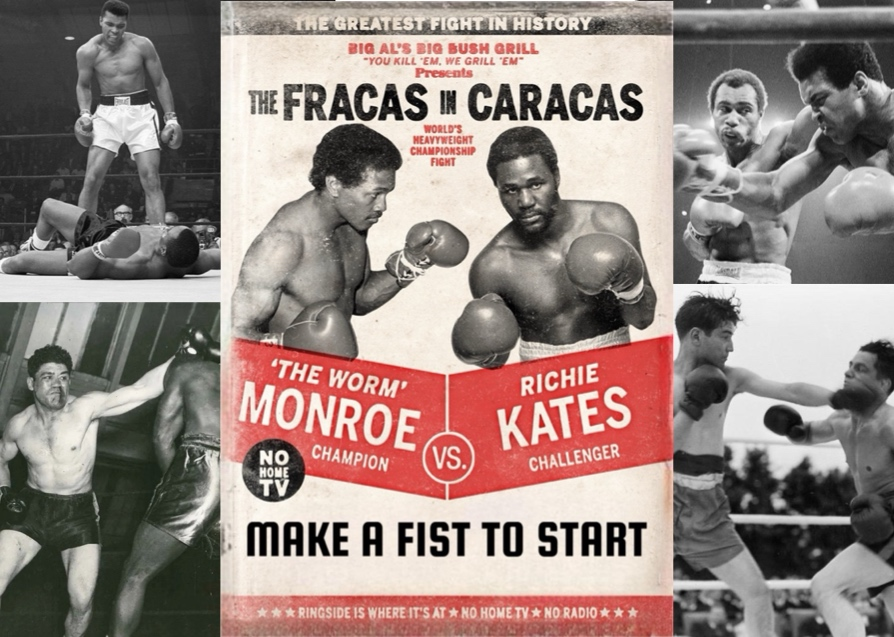 THE GREATEST FIGHT IN HISTORY
BIG AL'S BIG BUSH GRILL
"YOU KILL 'EM, WE GRILL 'EM"
Presents
THE FRACAS IN CARACAS
WORLD'S
HEAVYWEIGHT
CHAMPIONSHIP
FIGHT
'THE WORM'
MONROE
CHAMPION
VS.
RICHIE
KATES
CHALLENGER
NO
HOME
TV
MAKE A FIST TO START
★★★ RINGSIDE IS WHERE IT'S AT ★ NO HOME TV ★ NO RADIO ★★★